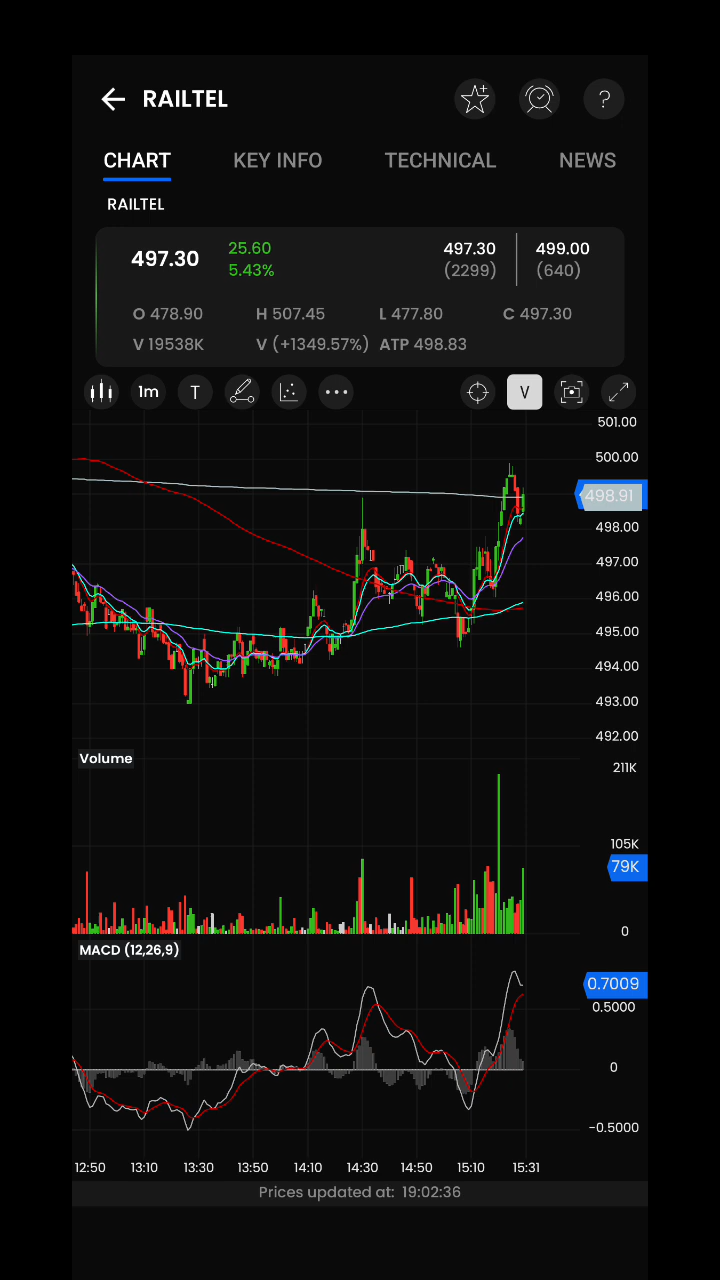 RAILTEL
?
CHART KEY INFO TECHNICAL NEWS
RAILTEL
497.30 25.60 5.43% 497.30 (2299) 499.00 (640)
O 478.90 H 507.45 L 477.80 C 497.30
V 19538K V (+1349.57%) ATP 498.83
1m T V
501.00
500.00
498.91
498.00
497.00
496.00
495.00
494.00
493.00
492.00
Volume
211K
105K
79K
0
MACD (12,26,9)
0.7009
0.5000
0
-0.5000
12:50 13:10 13:30 13:50 14:10 14:30 14:50 15:10 15:31
Prices updated at: 19:02:36